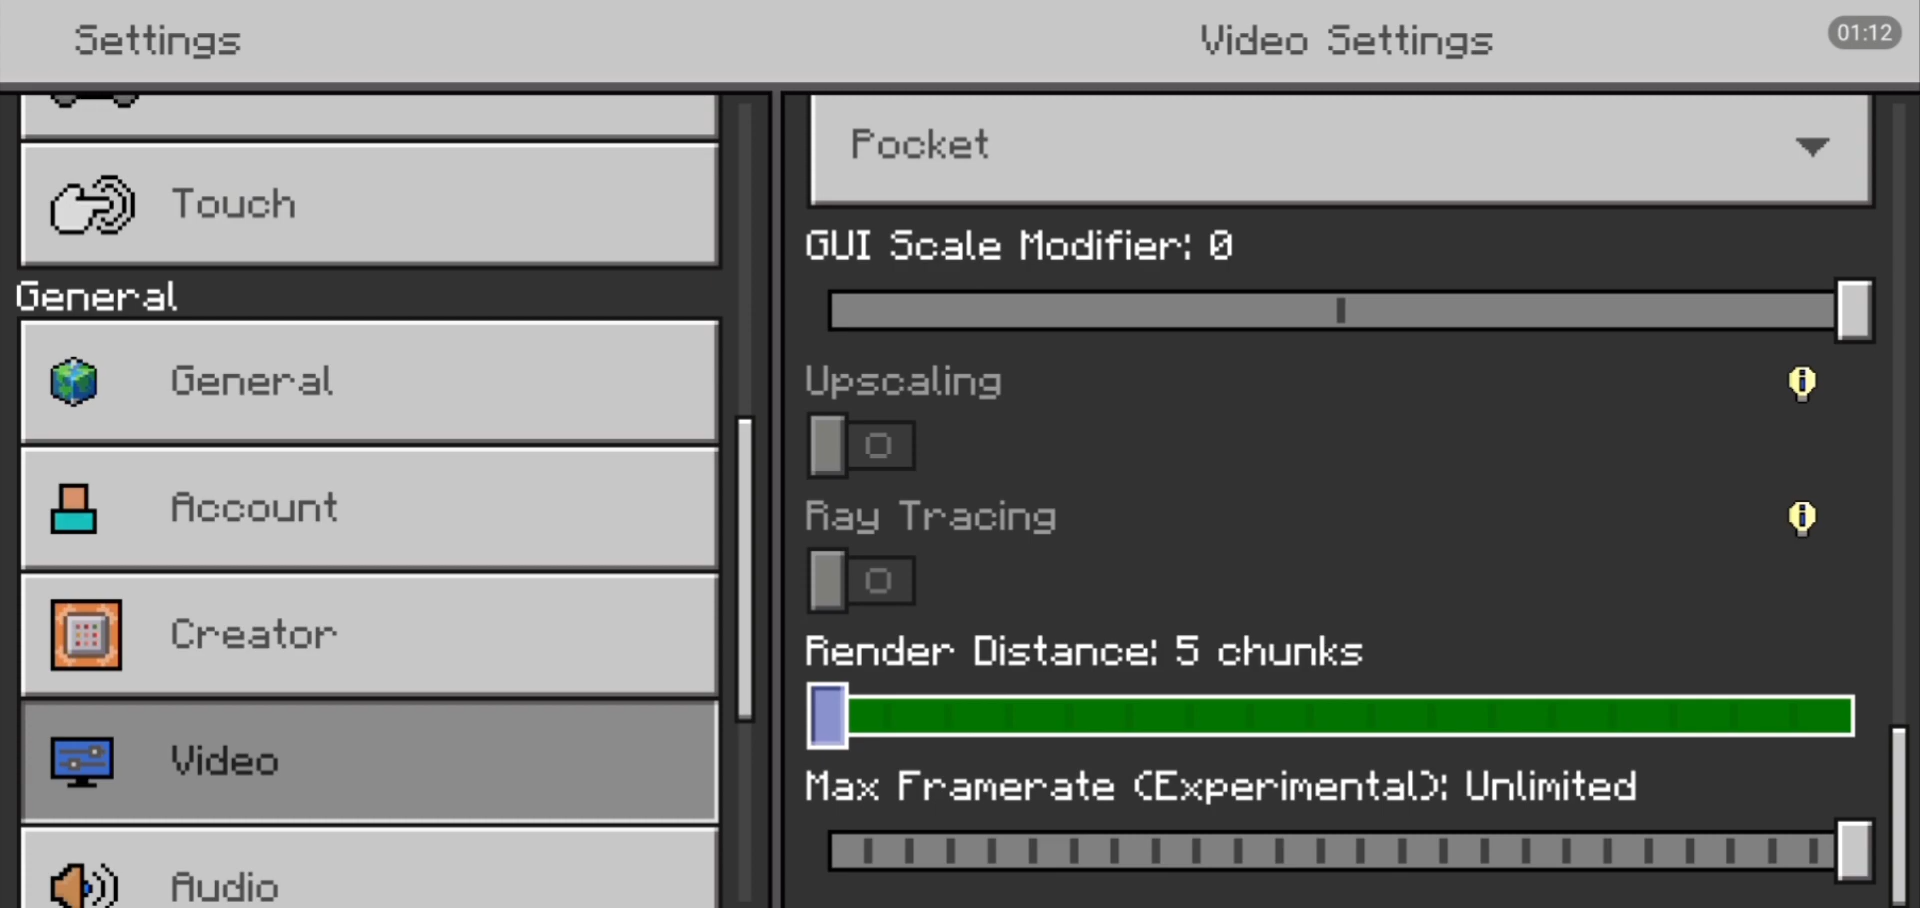 Settings
Video Settings
01:12
Touch
General
General
Account
Creator
Video
Audio
Pocket
GUI Scale Modifier: 0
Upscaling
Ray Tracing
Render Distance: 5 chunks
Max Framerate (Experimental): Unlimited